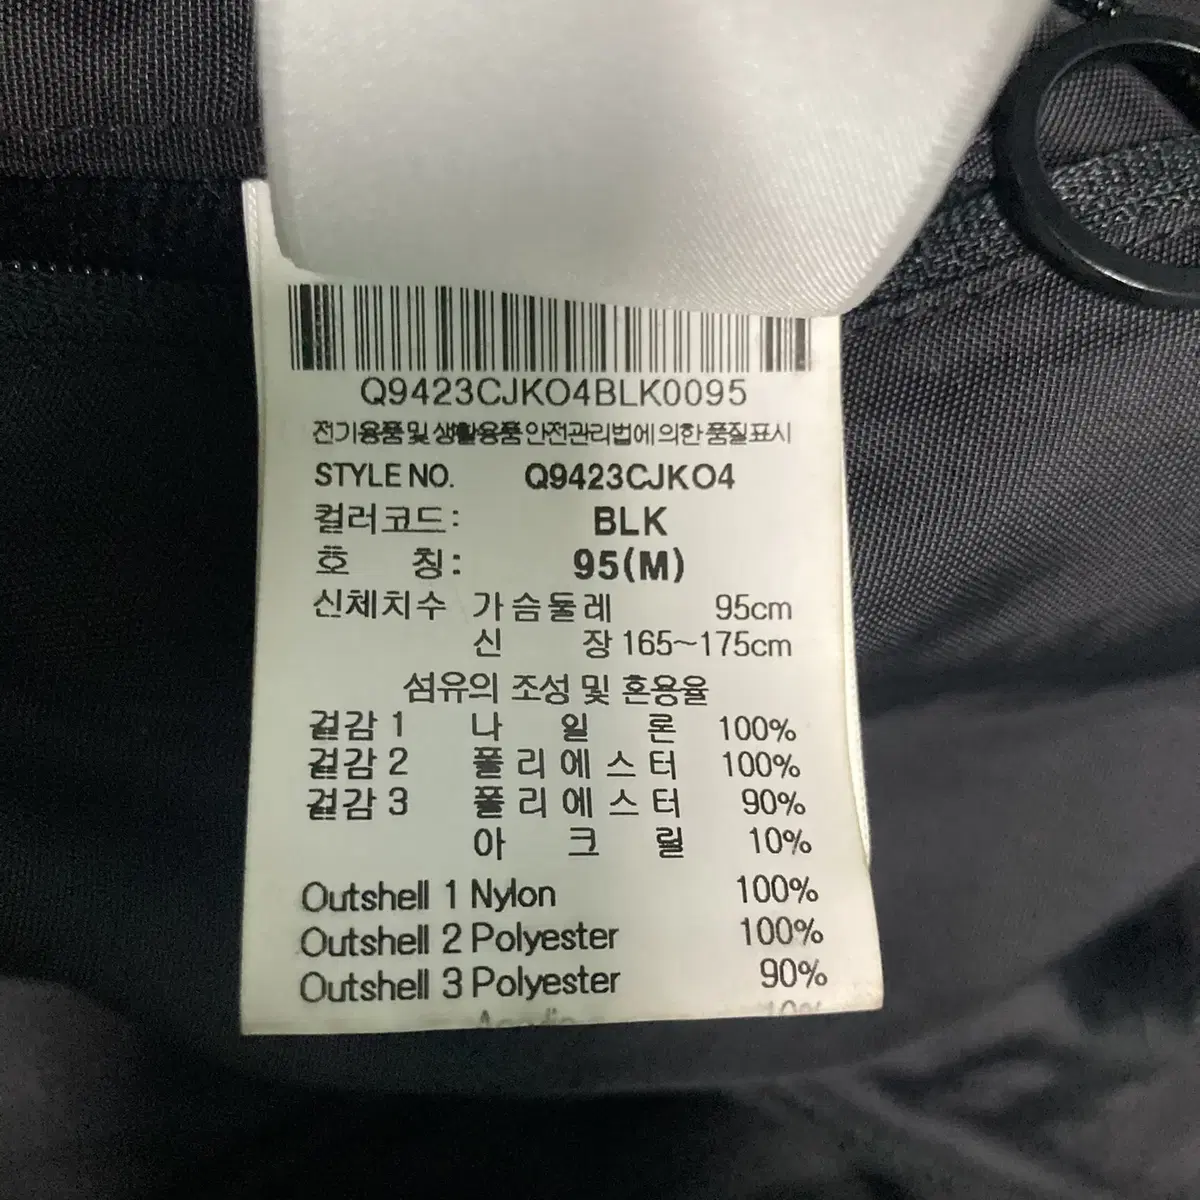 Q9423CJKO4BLK0095
전기용품 및 생활용품 안전관리법에 의한 품질표시
STYLE NO. Q9423CJKO4
컬러코드: BLK
호 칭: 95(M)
신체치수 가슴둘레 95cm
신 장 165~175cm
섬유의 조성 및 혼용율
겉감 1 나 일 론 100%
겉감 2 폴 리 에 스 터 100%
겉감 3 폴 리 에 스 터 90%
아 크 릴 10%
Outshell 1 Nylon 100%
Outshell 2 Polyester 100%
Outshell 3 Polyester 90%
10%